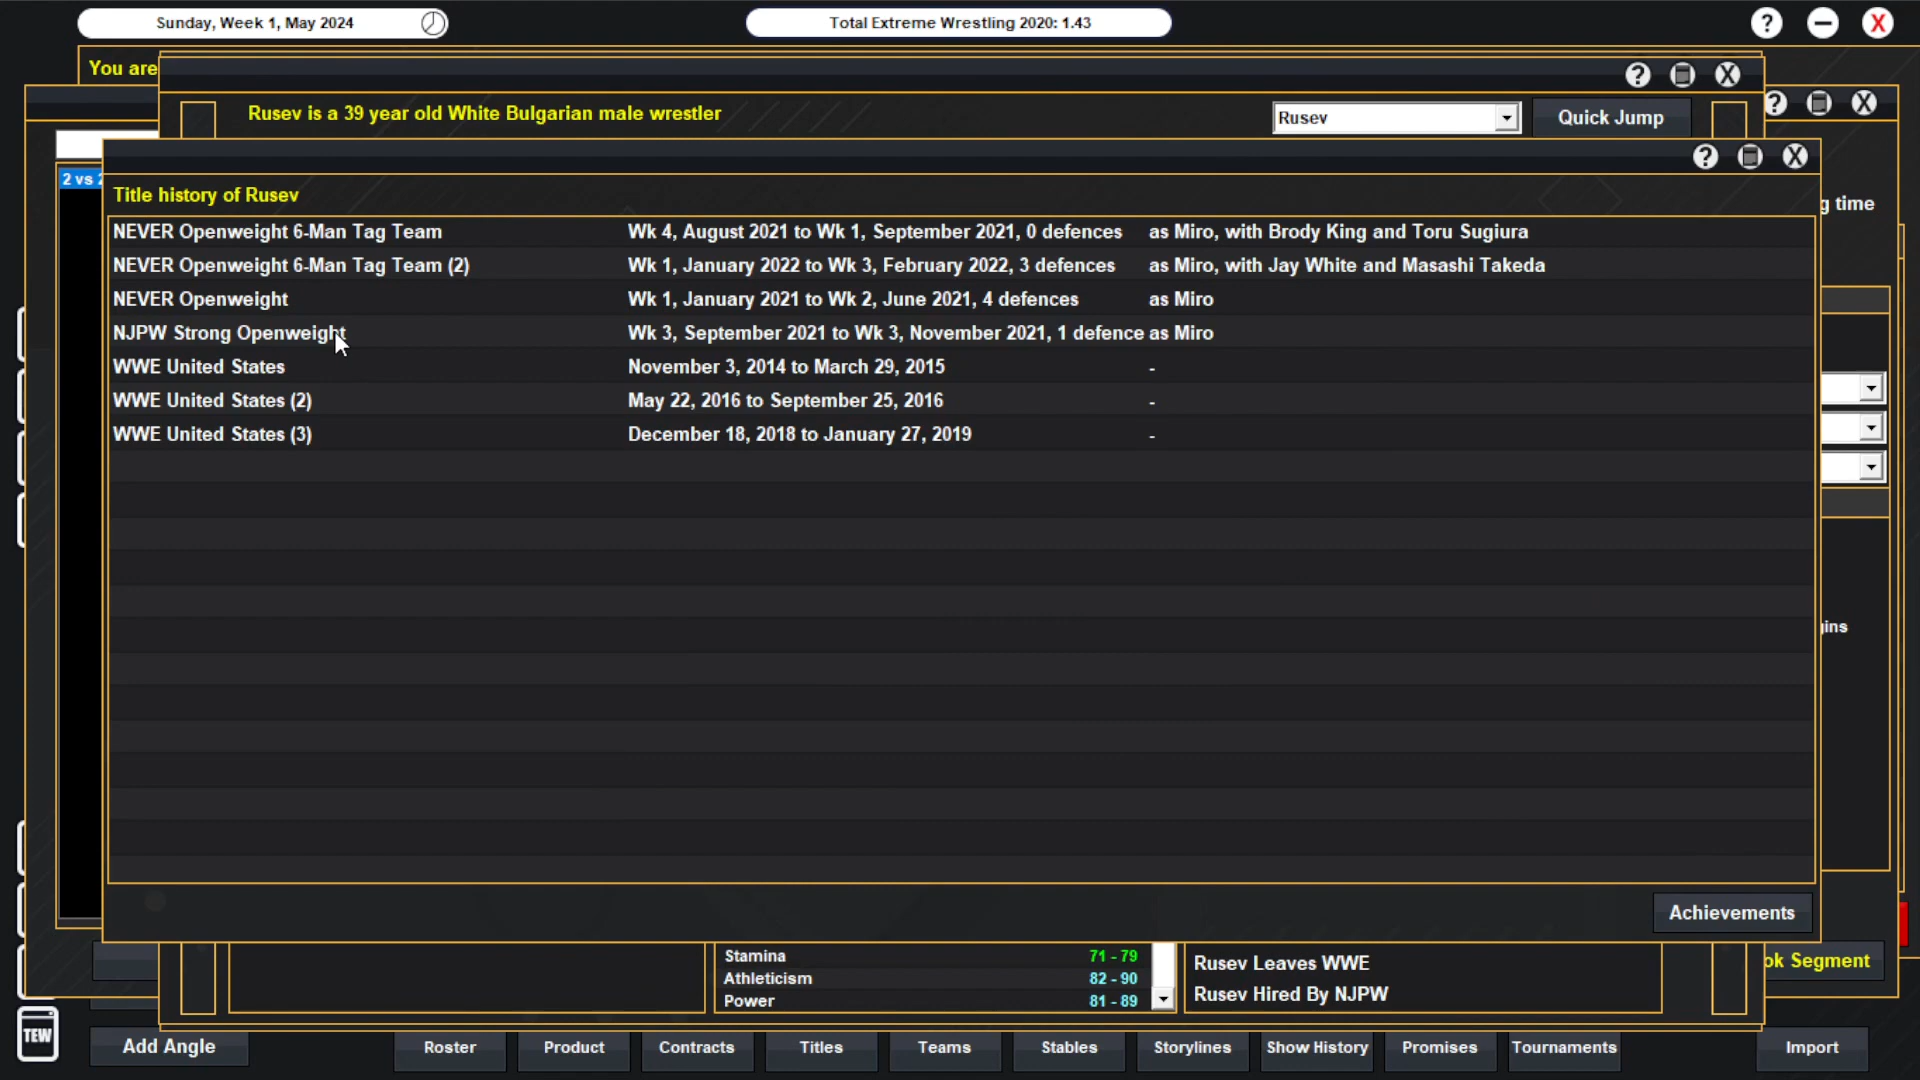 Sunday, Week 1, May 2024
Total Extreme Wrestling 2020: 1.43
? – X
You are
Rusev is a 39 year old White Bulgarian male wrestler
Rusev
Quick Jump
2 vs
Title history of Rusev
g time
NEVER Openweight 6-Man Tag Team Wk 4, August 2021 to Wk 1, September 2021, 0 defences as Miro, with Brody King and Toru Sugiura
NEVER Openweight 6-Man Tag Team (2) Wk 1, January 2022 to Wk 3, February 2022, 3 defences as Miro, with Jay White and Masashi Takeda
NEVER Openweight Wk 1, January 2021 to Wk 2, June 2021, 4 defences as Miro
NJPW Strong Openweight Wk 3, September 2021 to Wk 3, November 2021, 1 defence as Miro
WWE United States November 3, 2014 to March 29, 2015 -
WWE United States (2) May 22, 2016 to September 25, 2016 -
WWE United States (3) December 18, 2018 to January 27, 2019 -
gins
Achievements
Stamina 71 - 79
Athleticism 82 - 90
Power 81 - 89
Rusev Leaves WWE
Rusev Hired By NJPW
ok Segment
TEW
Add Angle
Roster
Product
Contracts
Titles
Teams
Stables
Storylines
Show History
Promises
Tournaments
Import